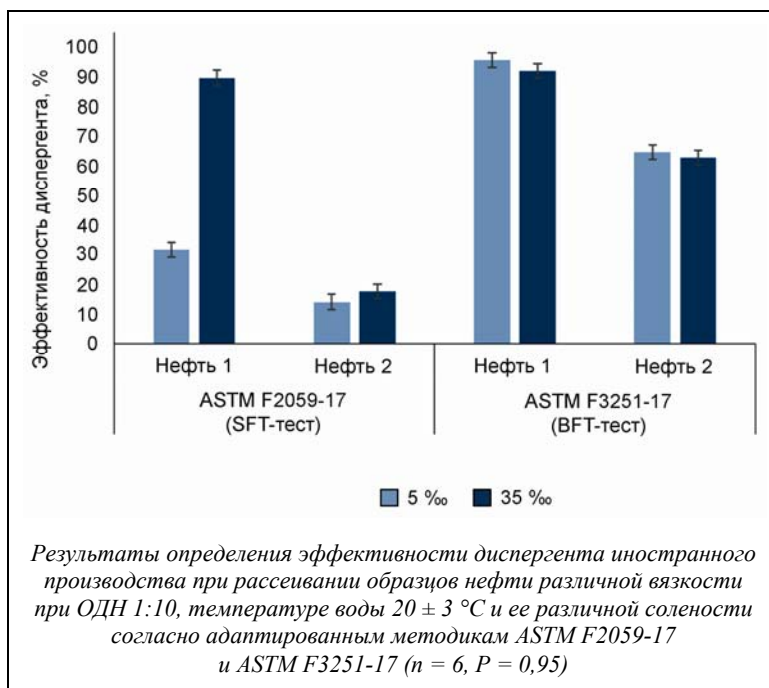 Эффективность диспергента, %
100
90
80
70
60
50
40
30
20
10
0
Нефть 1 Нефть 2 Нефть 1 Нефть 2
ASTM F2059-17 ASTM F3251-17
(SFT-тест) (BFT-тест)
5 ‰ 35 ‰
Результаты определения эффективности диспергента иностранного
производства при рассеивании образцов нефти различной вязкости
при ОДН 1:10, температуре воды 20 ± 3 °C и ее различной солености
согласно адаптированным методикам ASTM F2059-17
и ASTM F3251-17 (n = 6, P = 0,95)